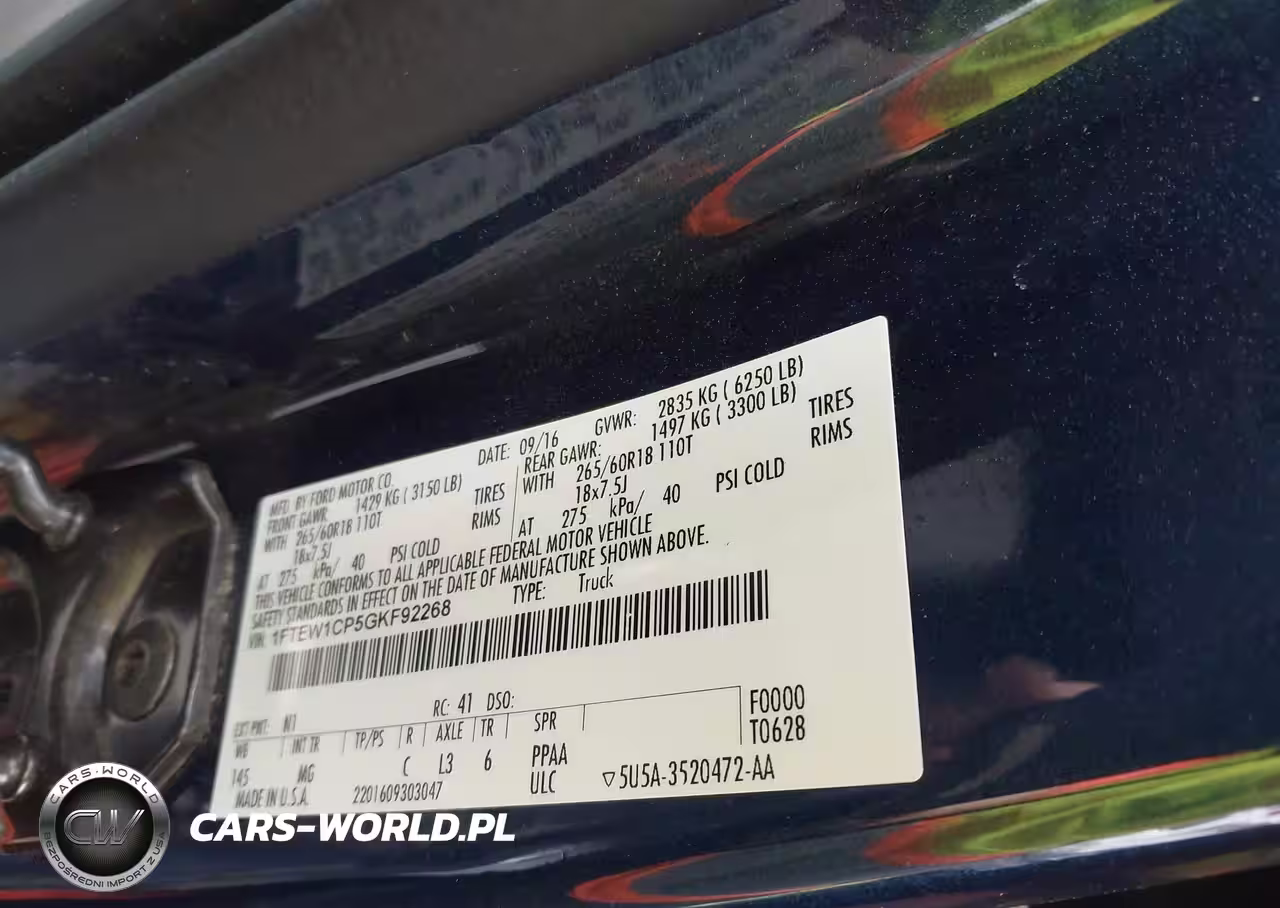 MFD. BY FORD MOTOR CO.
DATE: 09/16 GVWR: 2835 KG ( 6250 LB)
FRONT GAWR: 1429 KG ( 3150 LB)
REAR GAWR: 1497 KG ( 3300 LB)
WITH 265/60R18 110T TIRES
WITH 265/60R18 110T TIRES
18x7.5J RIMS
18x7.5J RIMS
AT 275 kPa/ 40 PSI COLD
AT 275 kPa/ 40 PSI COLD
THIS VEHICLE CONFORMS TO ALL APPLICABLE FEDERAL MOTOR VEHICLE
SAFETY STANDARDS IN EFFECT ON THE DATE OF MANUFACTURE SHOWN ABOVE.
VIN: 1FTEW1CP5GKF92268
TYPE: Truck
EXT PNT: N1 RC: 41 DSO:
WB INT TR TP/PS R AXLE TR SPR
F0000
T0628
145 MG C L3 6 PPAA
ULC
MADE IN U.S.A. 2201609303047
▽5U5A-3520472-AA
CARS-WORLD
CW
BEZPOŚREDNI IMPORT Z USA
CARS-WORLD.PL